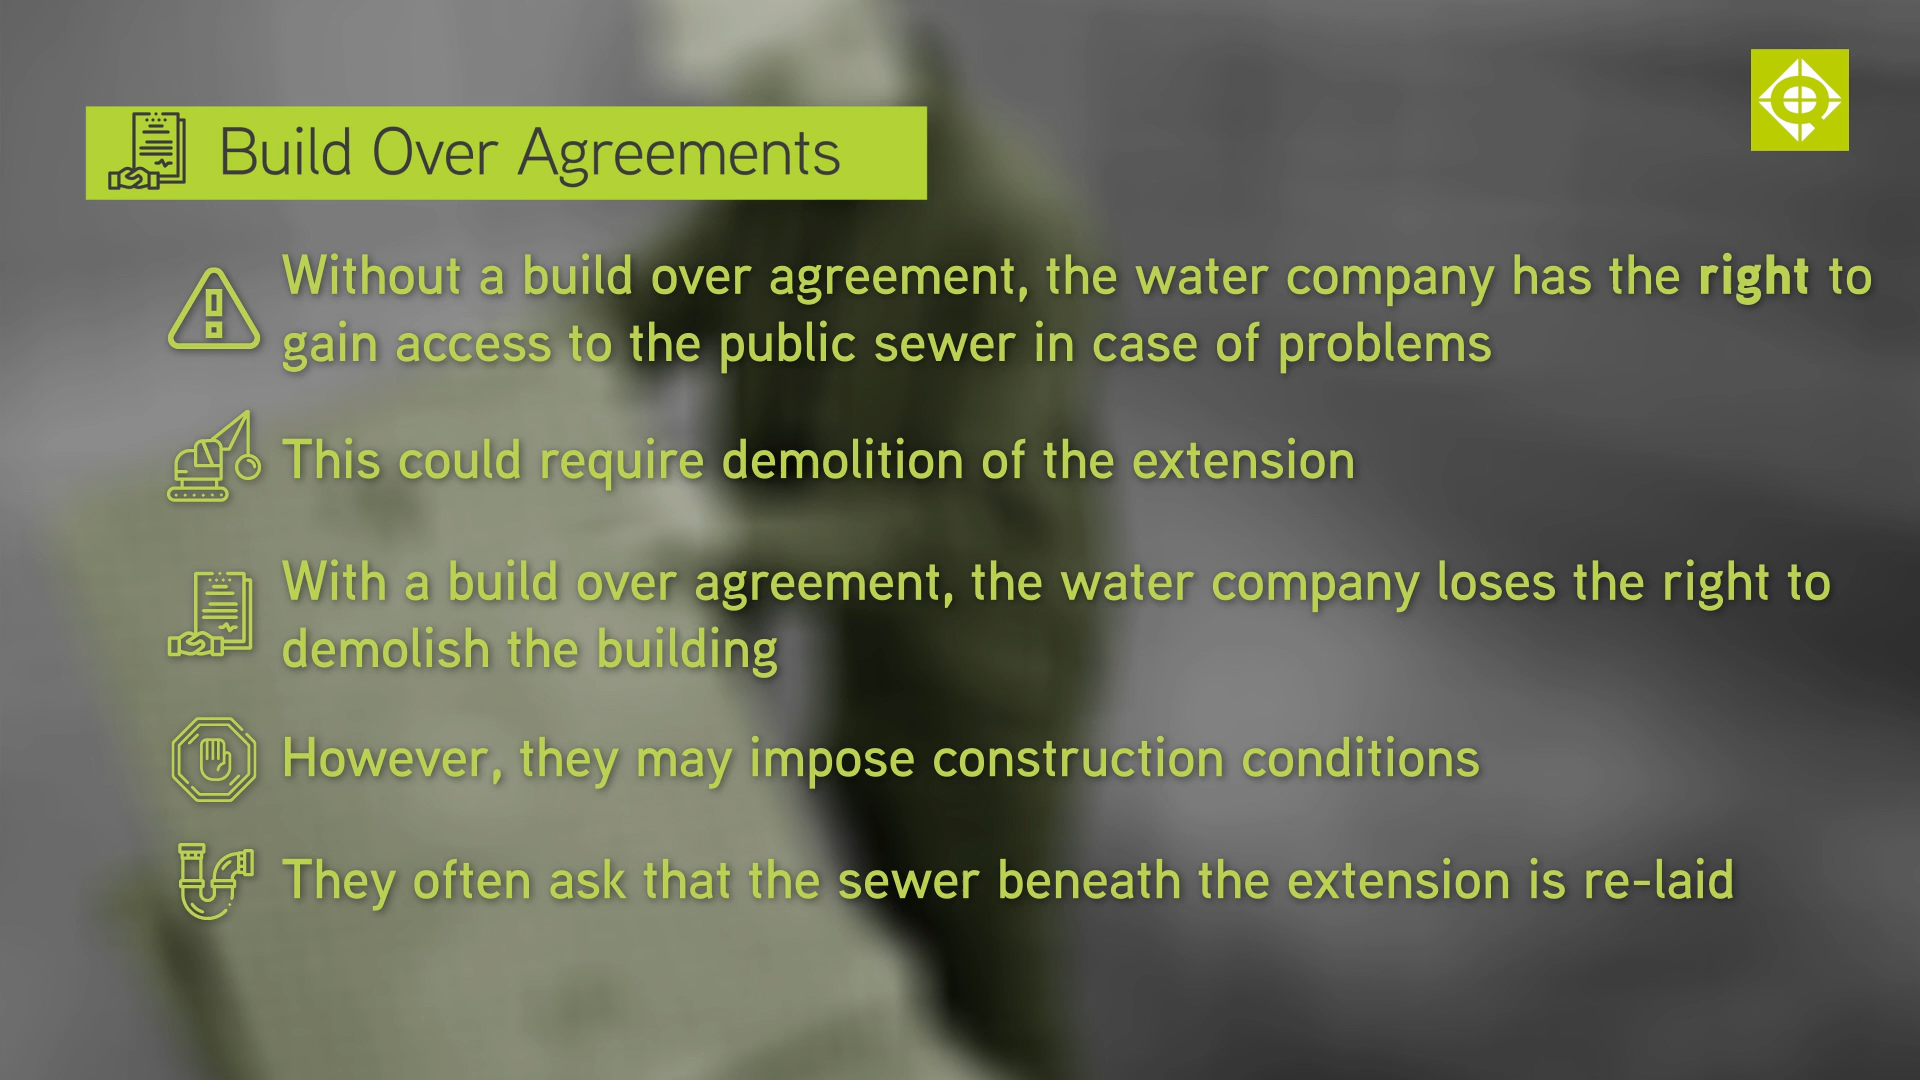 Build Over Agreements
Without a build over agreement, the water company has the right to
gain access to the public sewer in case of problems
This could require demolition of the extension
With a build over agreement, the water company loses the right to
demolish the building
However, they may impose construction conditions
They often ask that the sewer beneath the extension is re-laid